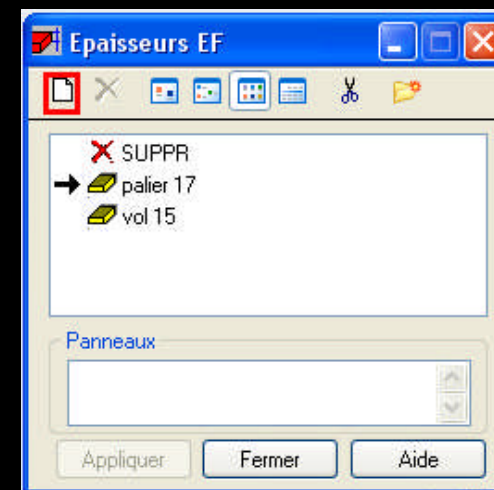 Epaisseurs EF
SUPPR
palier 17
vol 15
Panneaux
Appliquer Fermer Aide